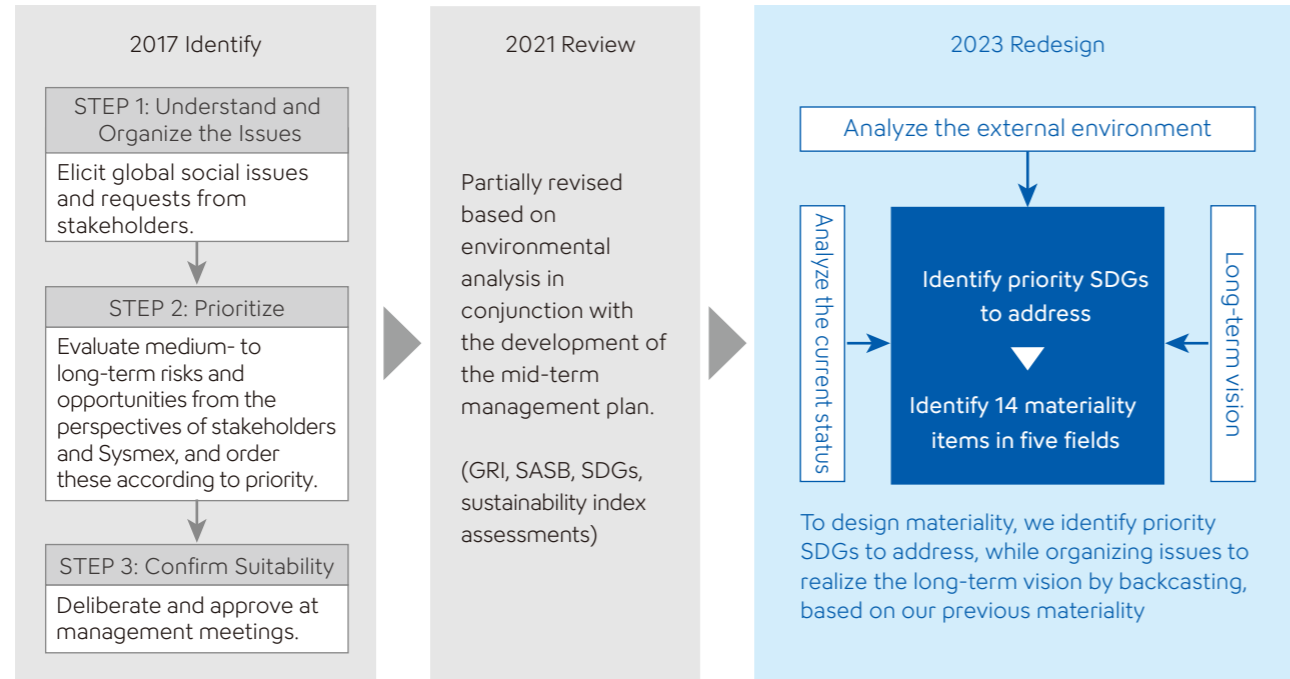 2017 Identify
STEP 1: Understand and
Organize the Issues
Elicit global social issues
and requests from
stakeholders.
STEP 2: Prioritize
Evaluate medium- to
long-term risks and
opportunities from the
perspectives of stakeholders
and Sysmex, and order
these according to priority.
STEP 3: Confirm Suitability
Deliberate and approve at
management meetings.
2021 Review
Partially revised
based on
environmental
analysis in
conjunction with
the development of
the mid-term
management plan.
(GRI, SASB, SDGs,
sustainability index
assessments)
2023 Redesign
Analyze the external environment
Analyze the current status
Identify priority SDGs
to address
Identify 14 materiality
items in five fields
Long-term vision
To design materiality, we identify priority
SDGs to address, while organizing issues to
realize the long-term vision by backcasting,
based on our previous materiality